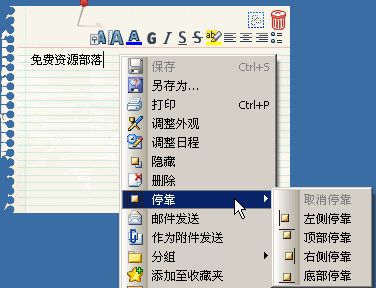 A A A G I S S ab
免费资源部落
保存 Ctrl+S
另存为...
打印 Ctrl+P
调整外观
调整日程
隐藏
删除
停靠
邮件发送
作为附件发送
分组
添加至收藏夹
取消停靠
左侧停靠
顶部停靠
右侧停靠
底部停靠